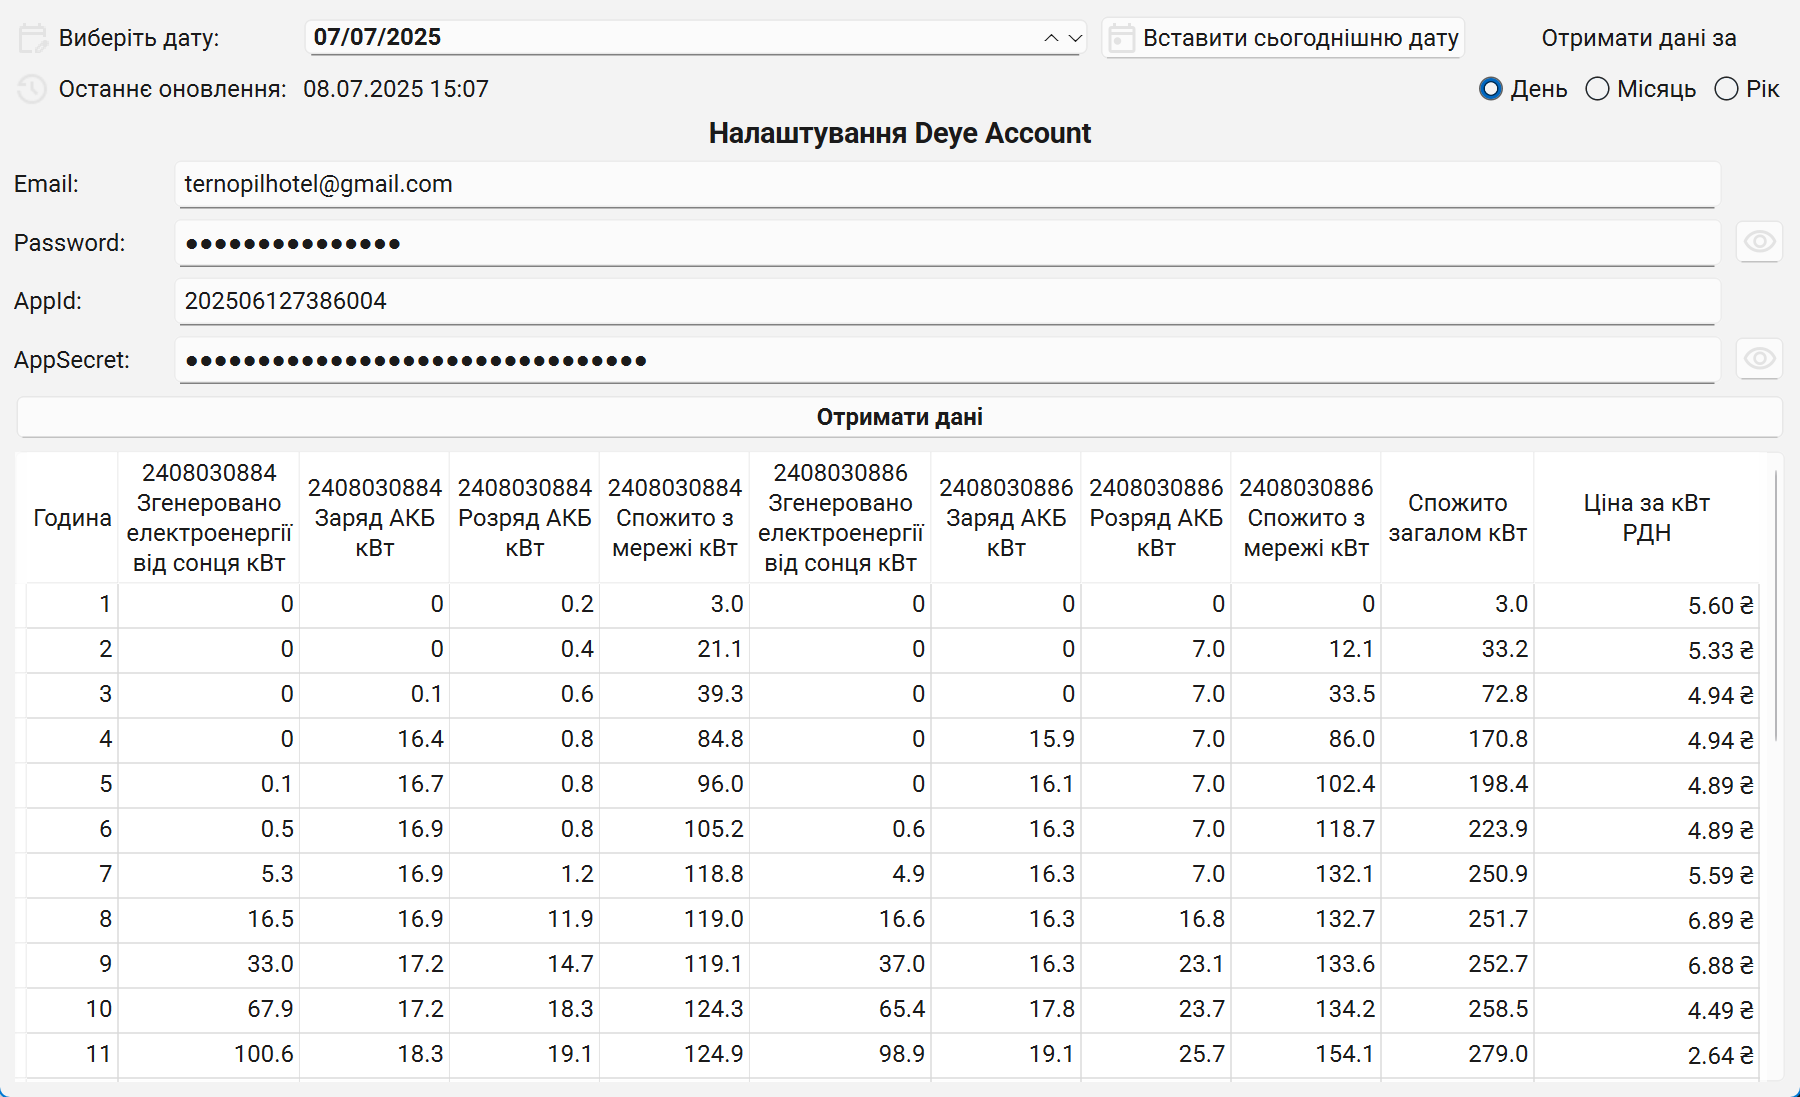 Виберіть дату: 07/07/2025 Вставити сьогоднішню дату Отримати дані за
Останнє оновлення: 08.07.2025 15:07 День Місяць Рік
Налаштування Deye Account
Email: ternopilhotel@gmail.com
Password: ●●●●●●●●●●●●●●●
AppId: 202506127386004
AppSecret: ●●●●●●●●●●●●●●●●●●●●●●●●●●●●●●●●
Отримати дані
Година
2408030884
Згенеровано
електроенергії
від сонця кВт
2408030884
Заряд АКБ
кВт
2408030884
Розряд АКБ
кВт
2408030884
Спожито з
мережі кВт
2408030886
Згенеровано
електроенергії
від сонця кВт
2408030886
Заряд АКБ
кВт
2408030886
Розряд АКБ
кВт
2408030886
Спожито з
мережі кВт
Спожито
загалом кВт
Ціна за кВт
РДН
1 0 0 0.2 3.0 0 0 0 0 3.0 5.60 ₴
2 0 0 0.4 21.1 0 0 7.0 12.1 33.2 5.33 ₴
3 0 0.1 0.6 39.3 0 0 7.0 33.5 72.8 4.94 ₴
4 0 16.4 0.8 84.8 0 15.9 7.0 86.0 170.8 4.94 ₴
5 0.1 16.7 0.8 96.0 0 16.1 7.0 102.4 198.4 4.89 ₴
6 0.5 16.9 0.8 105.2 0.6 16.3 7.0 118.7 223.9 4.89 ₴
7 5.3 16.9 1.2 118.8 4.9 16.3 7.0 132.1 250.9 5.59 ₴
8 16.5 16.9 11.9 119.0 16.6 16.3 16.8 132.7 251.7 6.89 ₴
9 33.0 17.2 14.7 119.1 37.0 16.3 23.1 133.6 252.7 6.88 ₴
10 67.9 17.2 18.3 124.3 65.4 17.8 23.7 134.2 258.5 4.49 ₴
11 100.6 18.3 19.1 124.9 98.9 19.1 25.7 154.1 279.0 2.64 ₴